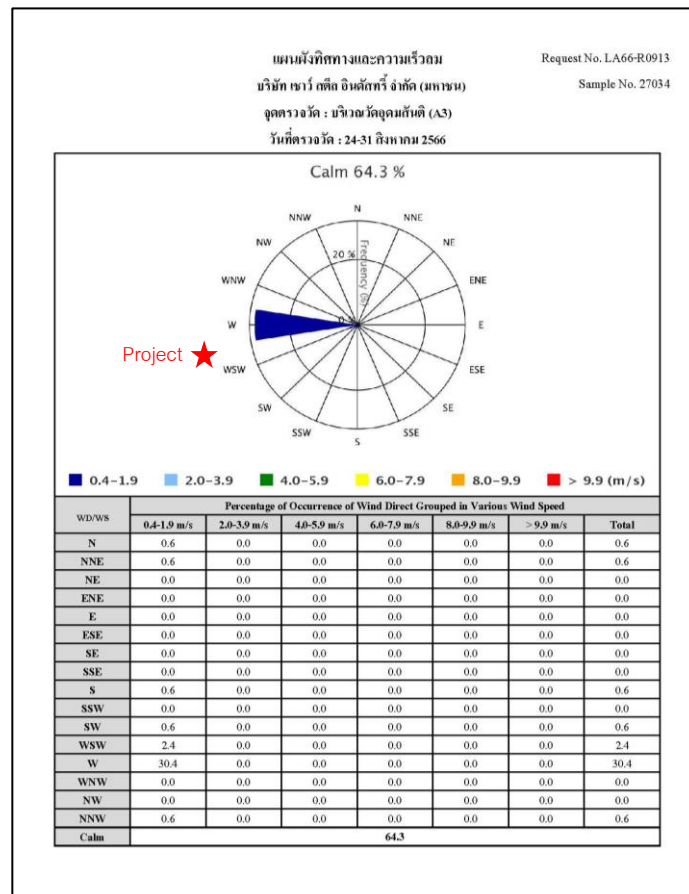 แผนผังทิศทางและความเร็วลม
Request No. LA66-R0913
บริษัท เชาว์ สตีล อินดัสทรี้ จำกัด (มหาชน)
Sample No. 27034
จุดตรวจวัด : บริเวณวัดอุดมสันติ (A3)
วันที่ตรวจวัด : 24-31 สิงหาคม 2566
Calm 64.3 %
N
NNW NNE
NW NE
20 %
Frequency (%)
WNW ENE
W 0 % E
Project
WSW ESE
SW SE
SSW SSE
S
0.4-1.9 2.0-3.9 4.0-5.9 6.0-7.9 8.0-9.9 > 9.9 (m/s)
WD/WS Percentage of Occurrence of Wind Direct Grouped in Various Wind Speed
0.4-1.9 m/s 2.0-3.9 m/s 4.0-5.9 m/s 6.0-7.9 m/s 8.0-9.9 m/s > 9.9 m/s Total
N 0.6 0.0 0.0 0.0 0.0 0.0 0.6
NNE 0.6 0.0 0.0 0.0 0.0 0.0 0.6
NE 0.0 0.0 0.0 0.0 0.0 0.0 0.0
ENE 0.0 0.0 0.0 0.0 0.0 0.0 0.0
E 0.0 0.0 0.0 0.0 0.0 0.0 0.0
ESE 0.0 0.0 0.0 0.0 0.0 0.0 0.0
SE 0.0 0.0 0.0 0.0 0.0 0.0 0.0
SSE 0.0 0.0 0.0 0.0 0.0 0.0 0.0
S 0.6 0.0 0.0 0.0 0.0 0.0 0.6
SSW 0.0 0.0 0.0 0.0 0.0 0.0 0.0
SW 0.6 0.0 0.0 0.0 0.0 0.0 0.6
WSW 2.4 0.0 0.0 0.0 0.0 0.0 2.4
W 30.4 0.0 0.0 0.0 0.0 0.0 30.4
WNW 0.0 0.0 0.0 0.0 0.0 0.0 0.0
NW 0.0 0.0 0.0 0.0 0.0 0.0 0.0
NNW 0.6 0.0 0.0 0.0 0.0 0.0 0.6
Calm 64.3